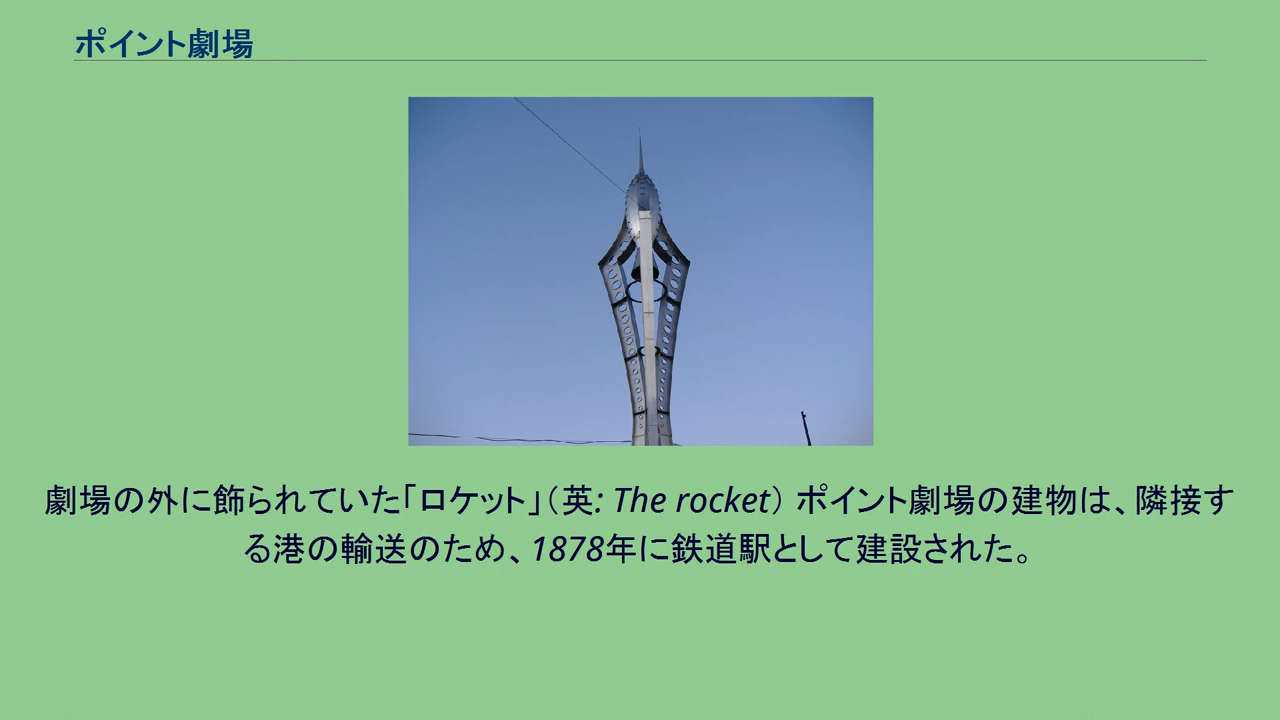 ポイント劇場
劇場の外に飾られていた「ロケット」（英: The rocket） ポイント劇場の建物は、隣接す
る港の輸送のため、1878年に鉄道駅として建設された。